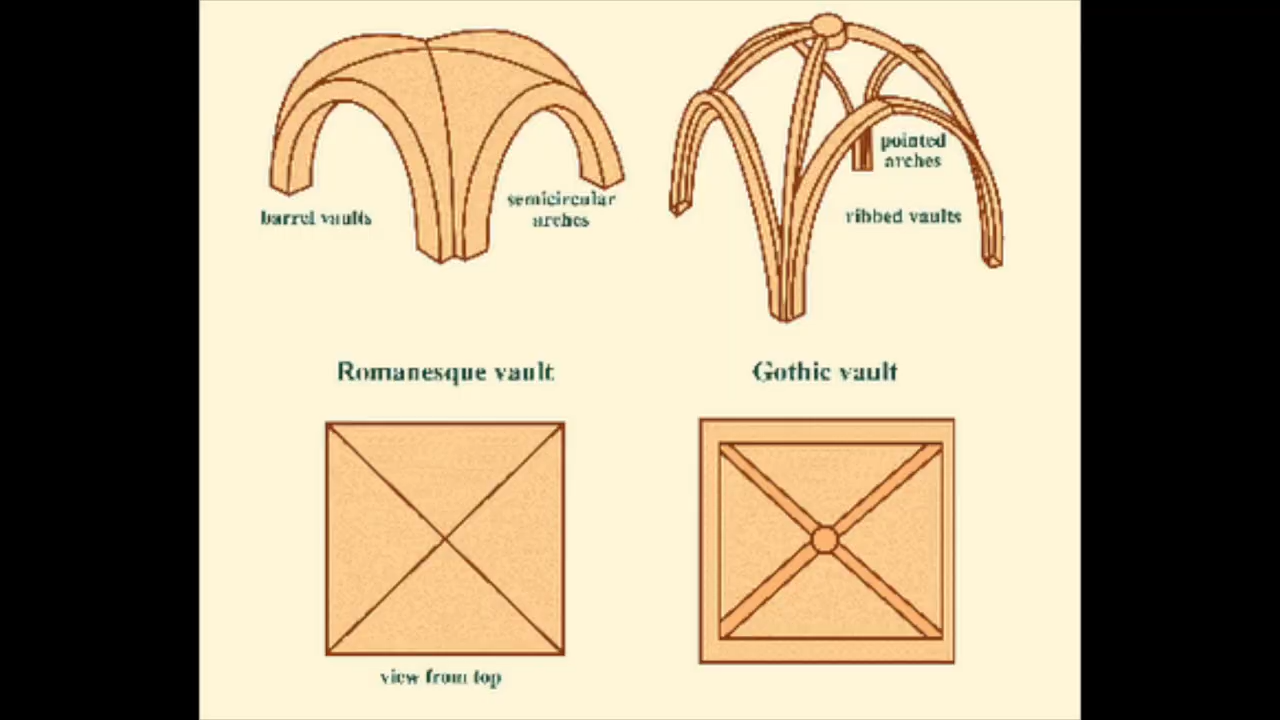 barrel vaults
semicircular
arches
pointed
arches
ribbed vaults
Romanesque vault
Gothic vault
view from top